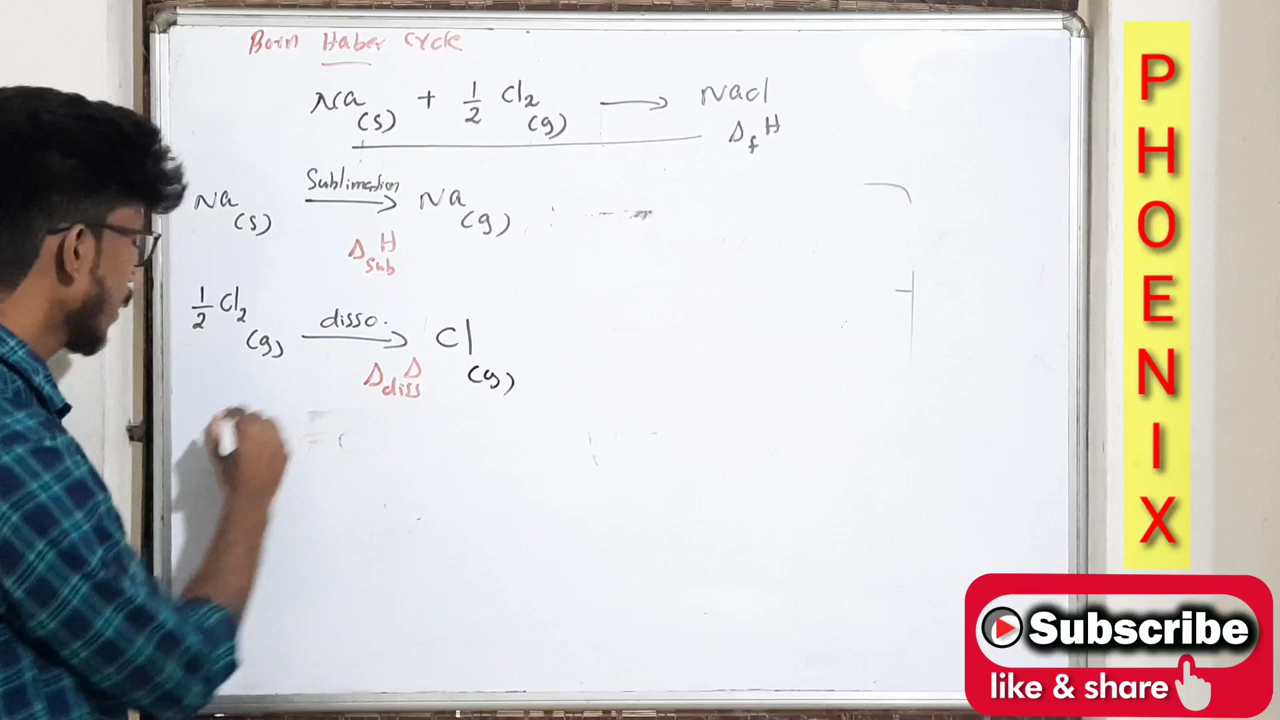 Born Haber Cycle
Na(s) + 1/2 Cl2(g) → Nacl
ΔfH
Na(s) Sublimation → Na(g)
ΔsubH
1/2 Cl2(g) disso. → Cl(g)
ΔdissΔ
PHOENIX
Subscribe
like & share